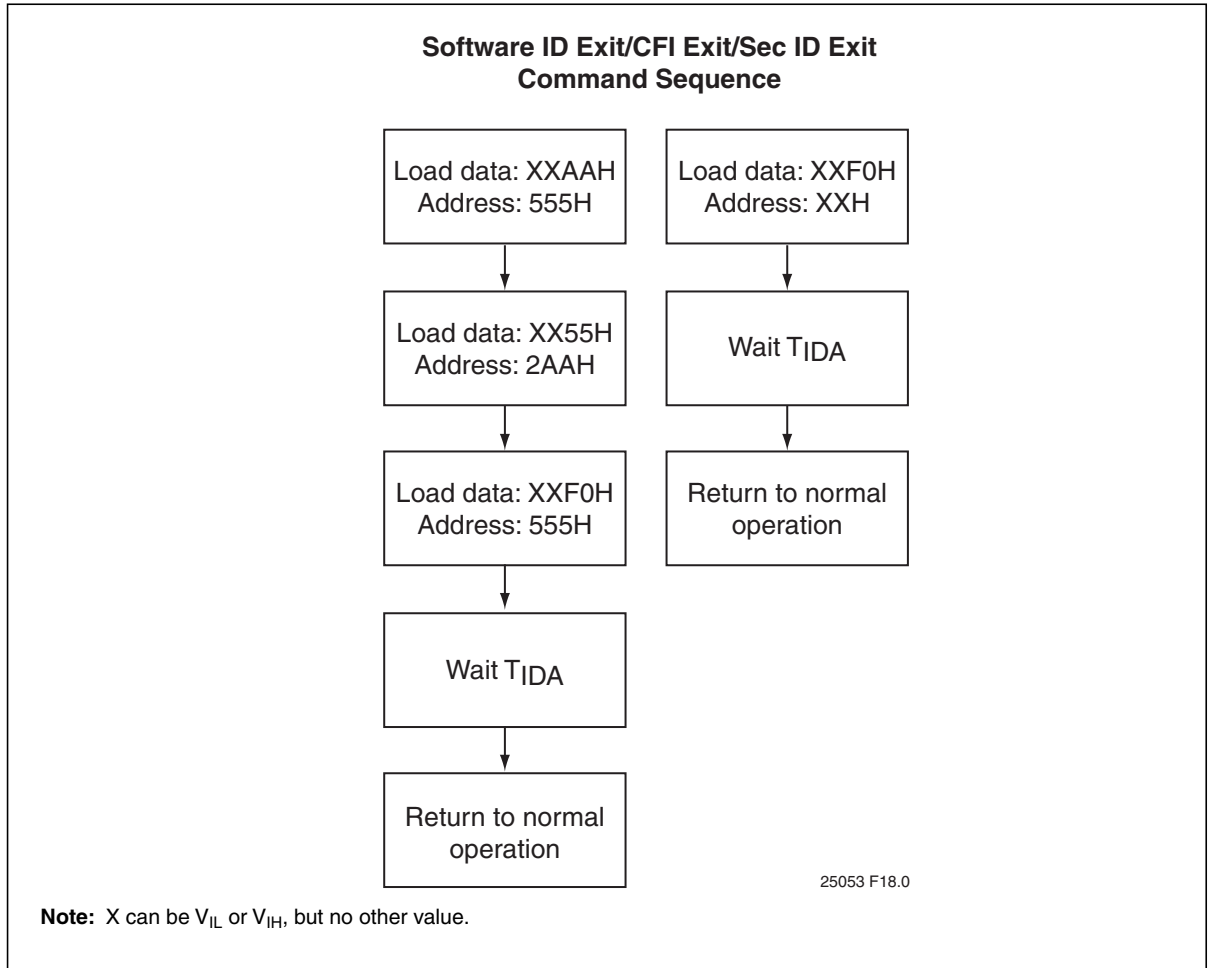 Software ID Exit/CFI Exit/Sec ID Exit
Command Sequence
Load data: XXAAH
Address: 555H
Load data: XX55H
Address: 2AAH
Load data: XXF0H
Address: 555H
Wait TIDA
Return to normal
operation
Load data: XXF0H
Address: XXH
Wait TIDA
Return to normal
operation
25053 F18.0
Note: X can be VIL or VIH, but no other value.